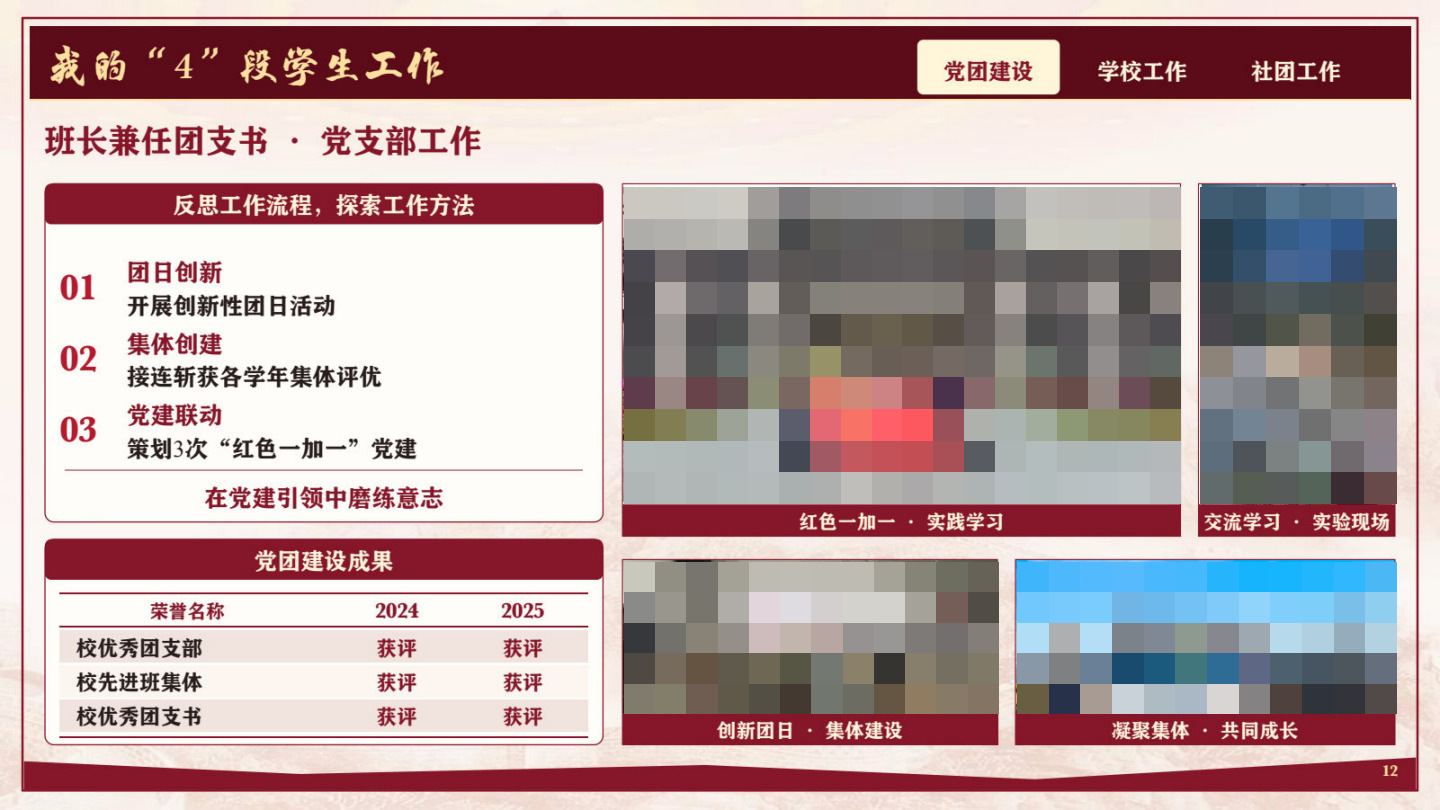 我的“4”段学生工作
党团建设 学校工作 社团工作
班长兼任团支书 · 党支部工作
反思工作流程，探索工作方法
01
团日创新
开展创新性团日活动
02
集体创建
接连斩获各学年集体评优
03
党建联动
策划3次“红色一加一”党建
在党建引领中磨练意志
党团建设成果
荣誉名称 2024 2025
校优秀团支部 获评 获评
校先进班集体 获评 获评
校优秀团支书 获评 获评
红色一加一 · 实践学习
交流学习 · 实验现场
创新团日 · 集体建设
凝聚集体 · 共同成长
12